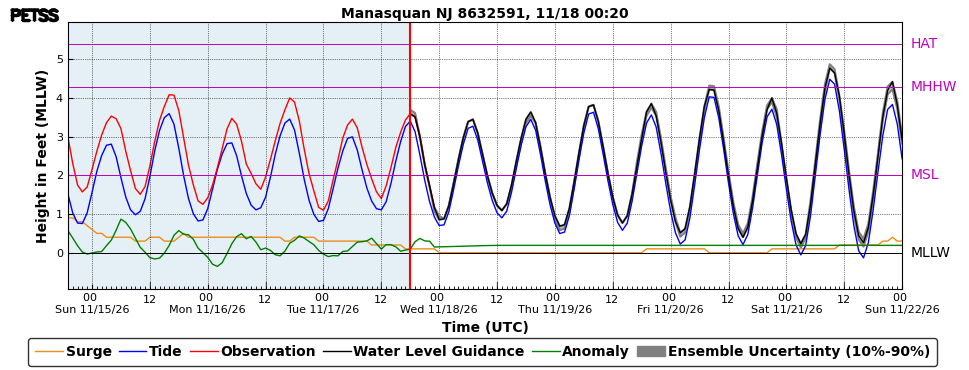 PETSS
Manasquan NJ 8632591, 11/18 00:20
Height in Feet (MLLW)
5
4
3
2
1
0
HAT
MHHW
MSL
MLLW
00 12 00 12 00 12 00 12 00 12 00 12 00 12 00
Sun 11/15/26 Mon 11/16/26 Tue 11/17/26 Wed 11/18/26 Thu 11/19/26 Fri 11/20/26 Sat 11/21/26 Sun 11/22/26
Time (UTC)
Surge Tide Observation Water Level Guidance Anomaly Ensemble Uncertainty (10%-90%)